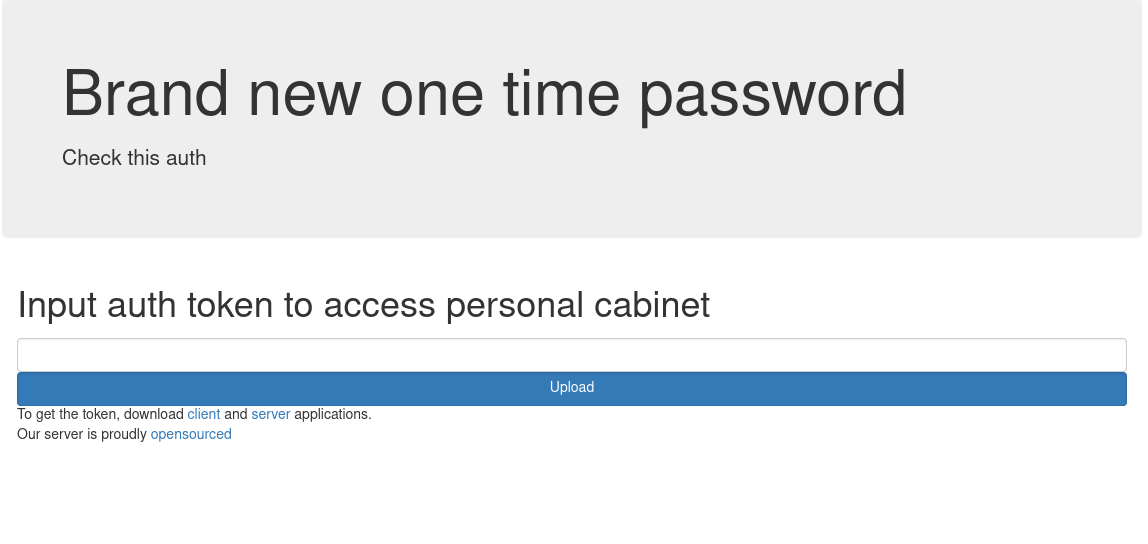 Brand new one time password
Check this auth
Input auth token to access personal cabinet
Upload
To get the token, download client and server applications.
Our server is proudly opensourced